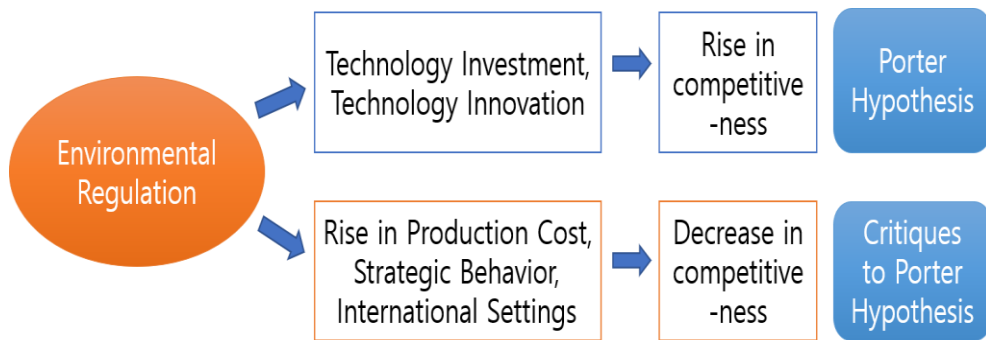 Environmental
Regulation
Technology Investment,
Technology Innovation
Rise in
competitive
-ness
Porter
Hypothesis
Rise in Production Cost,
Strategic Behavior,
International Settings
Decrease in
competitive
-ness
Critiques
to Porter
Hypothesis